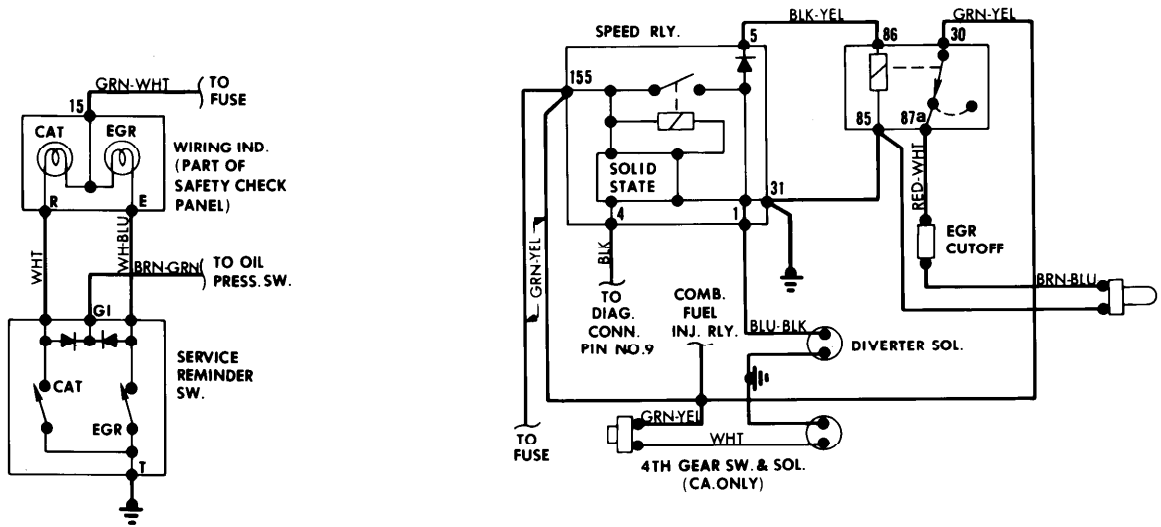 GRN-WHT
TO
FUSE
15
CAT
EGR
WIRING IND.
(PART OF
SAFETY CHECK
PANEL)
R
E
WHT
WH-BLU
BRN-GRN
TO OIL
PRESS. SW.
GI
SERVICE
REMINDER
SW.
CAT
EGR
T
SPEED RLY.
5
BLK-YEL
86
GRN-YEL
30
155
SOLID
STATE
31
4
1
85
87a
RED-WHT
EGR
CUTOFF
BRN-BLU
GRN-YEL
BLK
TO
DIAG.
CONN.
PIN NO.9
COMB.
FUEL
INJ. RLY.
BLU-BLK
DIVERTER SOL.
GRN-YEL
WHT
TO
FUSE
4TH GEAR SW. & SOL.
(CA.ONLY)